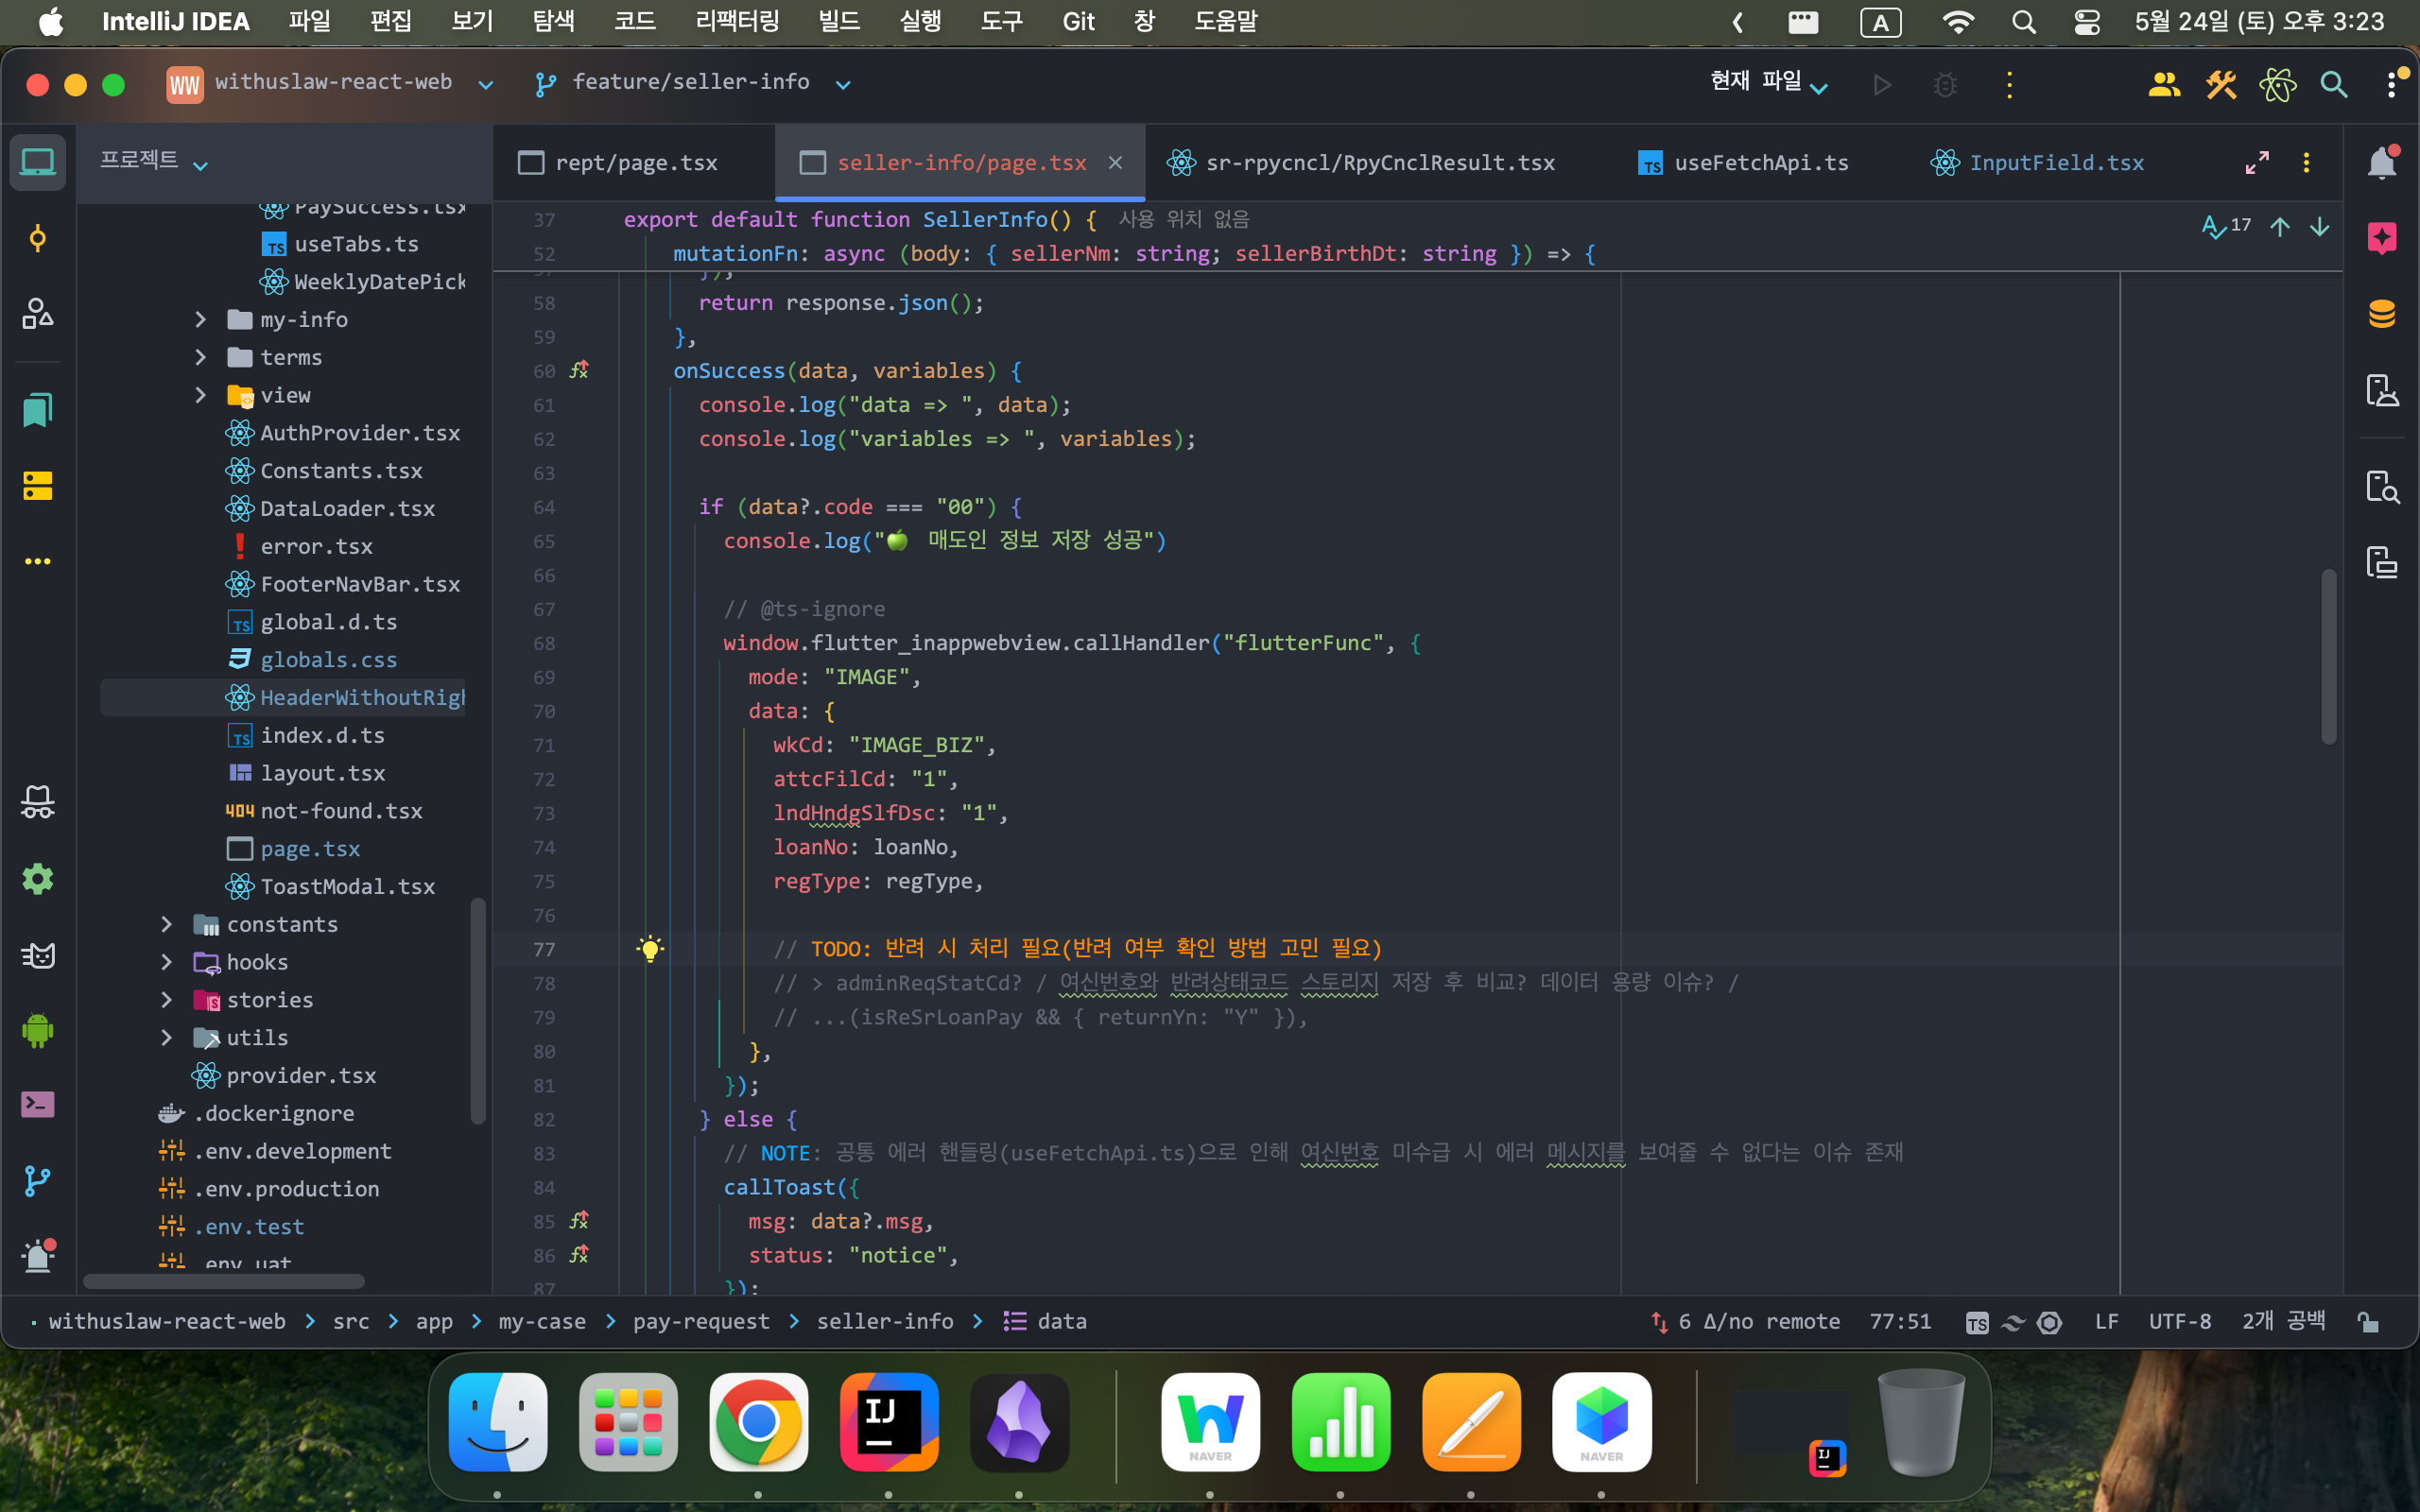 IntelliJ IDEA 파일 편집 보기 탐색 코드 리팩터링 빌드 실행 도구 Git 창 도움말 A 5월 24일 (토) 오후 3:23
WW withuslaw-react-web feature/seller-info 현재 파일
프로젝트
rept/page.tsx seller-info/page.tsx sr-rpycncl/RpyCnclResult.tsx TS useFetchApi.ts InputField.tsx
PaySuccess.tsx
TS useTabs.ts
WeeklyDatePick
my-info
terms
view
AuthProvider.tsx
Constants.tsx
DataLoader.tsx
error.tsx
FooterNavBar.tsx
TS global.d.ts
globals.css
HeaderWithoutRigh
TS index.d.ts
layout.tsx
404 not-found.tsx
page.tsx
ToastModal.tsx
constants
hooks
stories
utils
provider.tsx
.dockerignore
.env.development
.env.production
.env.test
.env.uat
37 export default function SellerInfo() { 사용 위치 없음
17
52 mutationFn: async (body: { sellerNm: string; sellerBirthDt: string }) => {
57 });
58 return response.json();
59 },
60 onSuccess(data, variables) {
61 console.log("data => ", data);
62 console.log("variables => ", variables);
63
64 if (data?.code === "00") {
65 console.log("🍏 매도인 정보 저장 성공")
66
67 // @ts-ignore
68 window.flutter_inappwebview.callHandler("flutterFunc", {
69 mode: "IMAGE",
70 data: {
71 wkCd: "IMAGE_BIZ",
72 attcFilCd: "1",
73 lndHndgSlfDsc: "1",
74 loanNo: loanNo,
75 regType: regType,
76
77 // TODO: 반려 시 처리 필요(반려 여부 확인 방법 고민 필요)
78 // > adminReqStatCd? / 여신번호와 반려상태코드 스토리지 저장 후 비교? 데이터 용량 이슈? /
79 // ...(isReSrLoanPay && { returnYn: "Y" }),
80 },
81 });
82 } else {
83 // NOTE: 공통 에러 핸들링(useFetchApi.ts)으로 인해 여신번호 미수급 시 에러 메시지를 보여줄 수 없다는 이슈 존재
84 callToast({
85 msg: data?.msg,
86 status: "notice",
87 });
withuslaw-react-web src app my-case pay-request seller-info data 6 Δ/no remote 77:51 TS LF UTF-8 2개 공백
IJ NAVER NAVER IJ